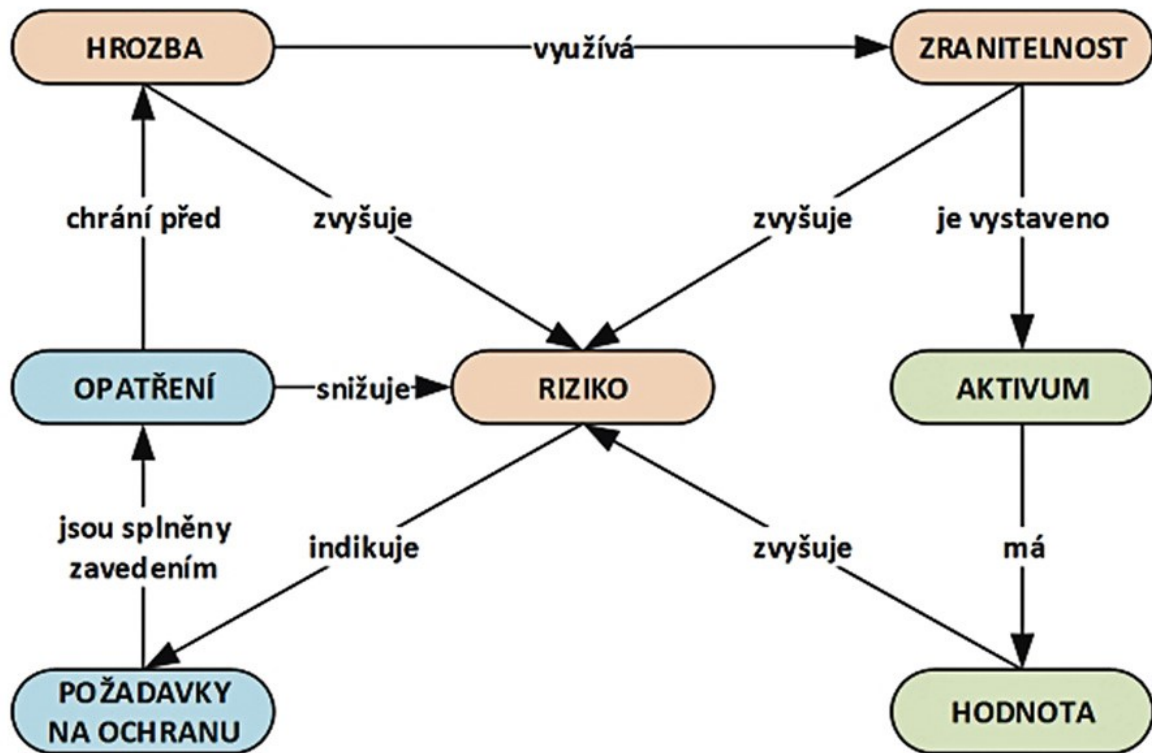 HROZBA
využívá
ZRANITELNOST
chrání před
zvyšuje
zvyšuje
je vystaveno
OPATŘENÍ
snižuje
RIZIKO
AKTIVUM
jsou splněny
zavedením
indikuje
zvyšuje
má
POŽADAVKY
NA OCHRANU
HODNOTA